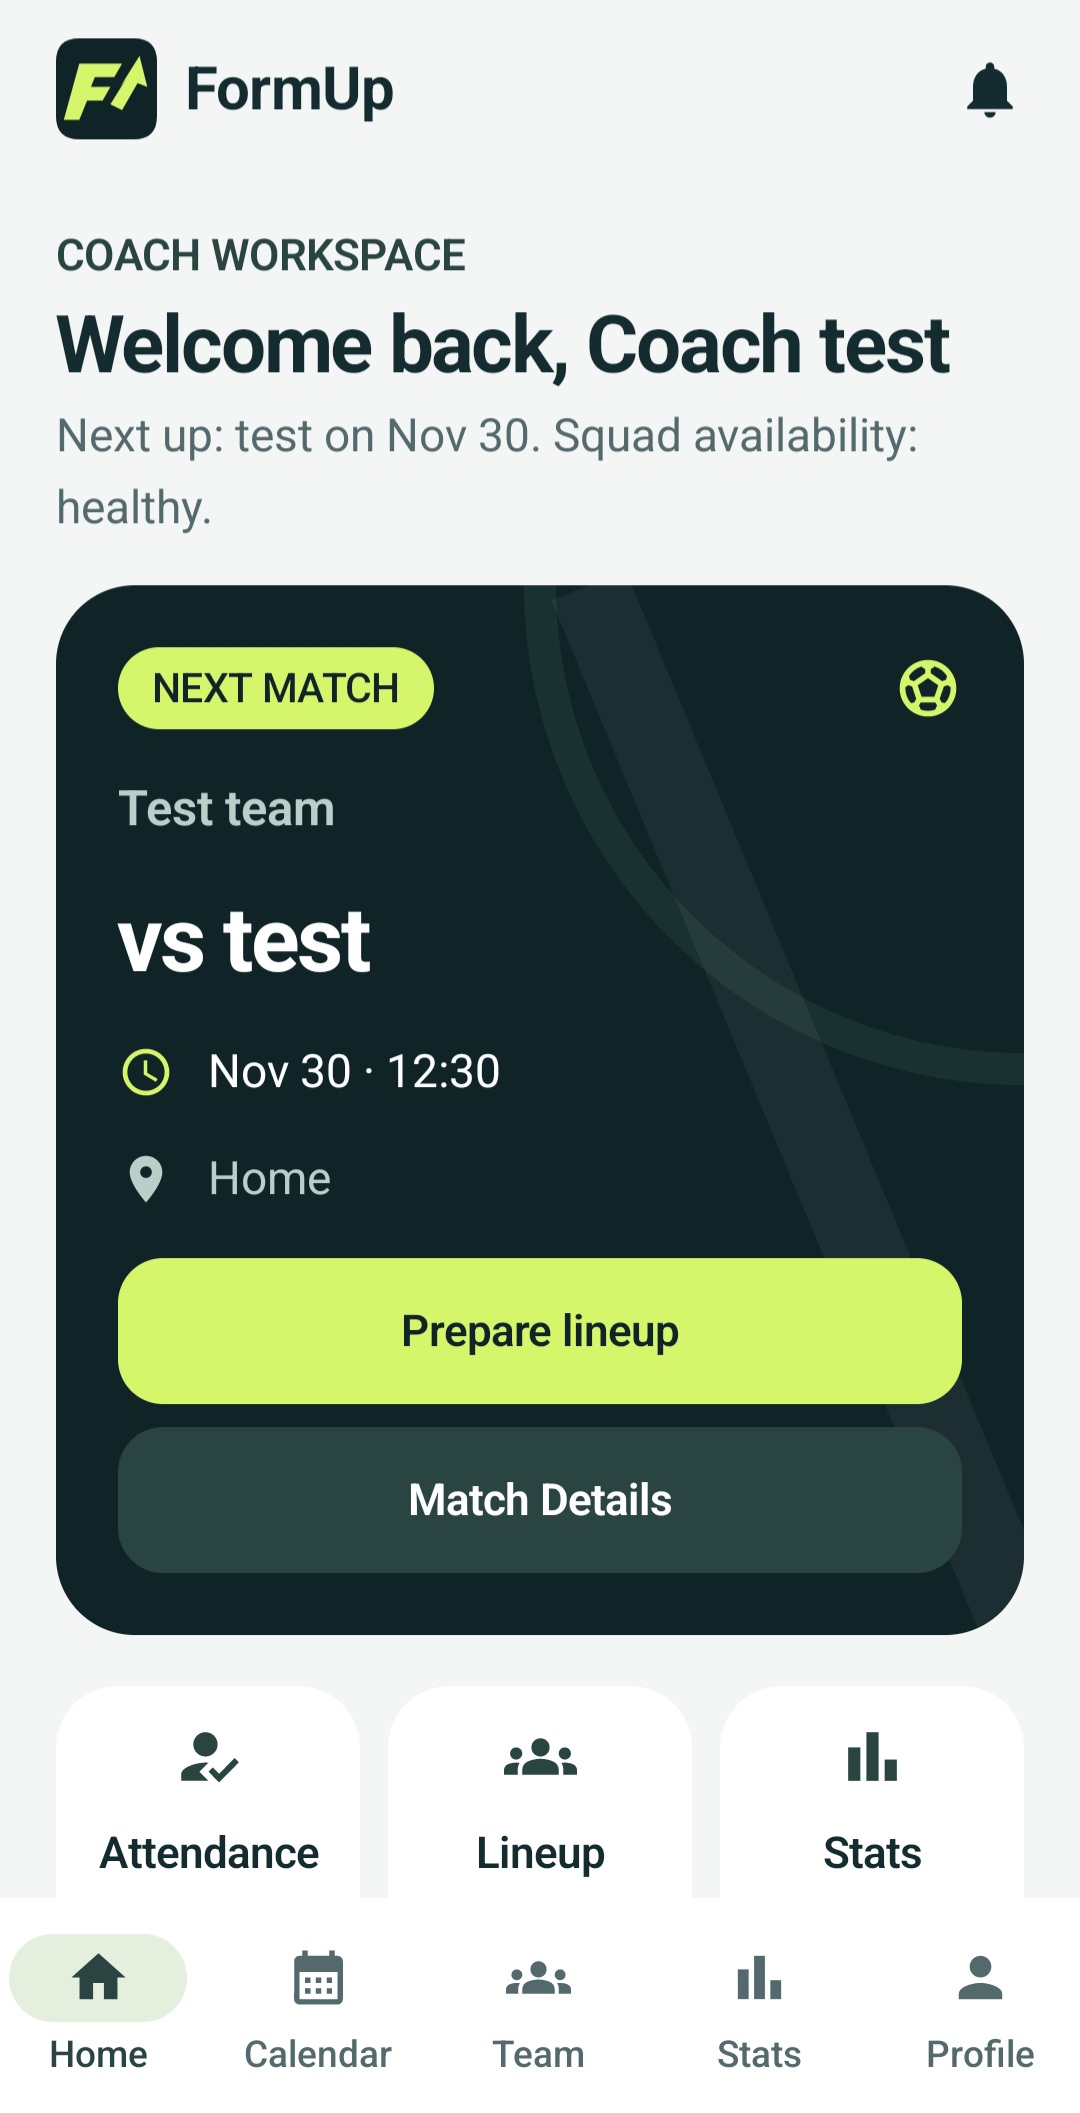 FormUp
COACH WORKSPACE
Welcome back, Coach test
Next up: test on Nov 30. Squad availability:
healthy.
NEXT MATCH
Test team
vs test
Nov 30 · 12:30
Home
Prepare lineup
Match Details
Attendance
Lineup
Stats
Home
Calendar
Team
Stats
Profile